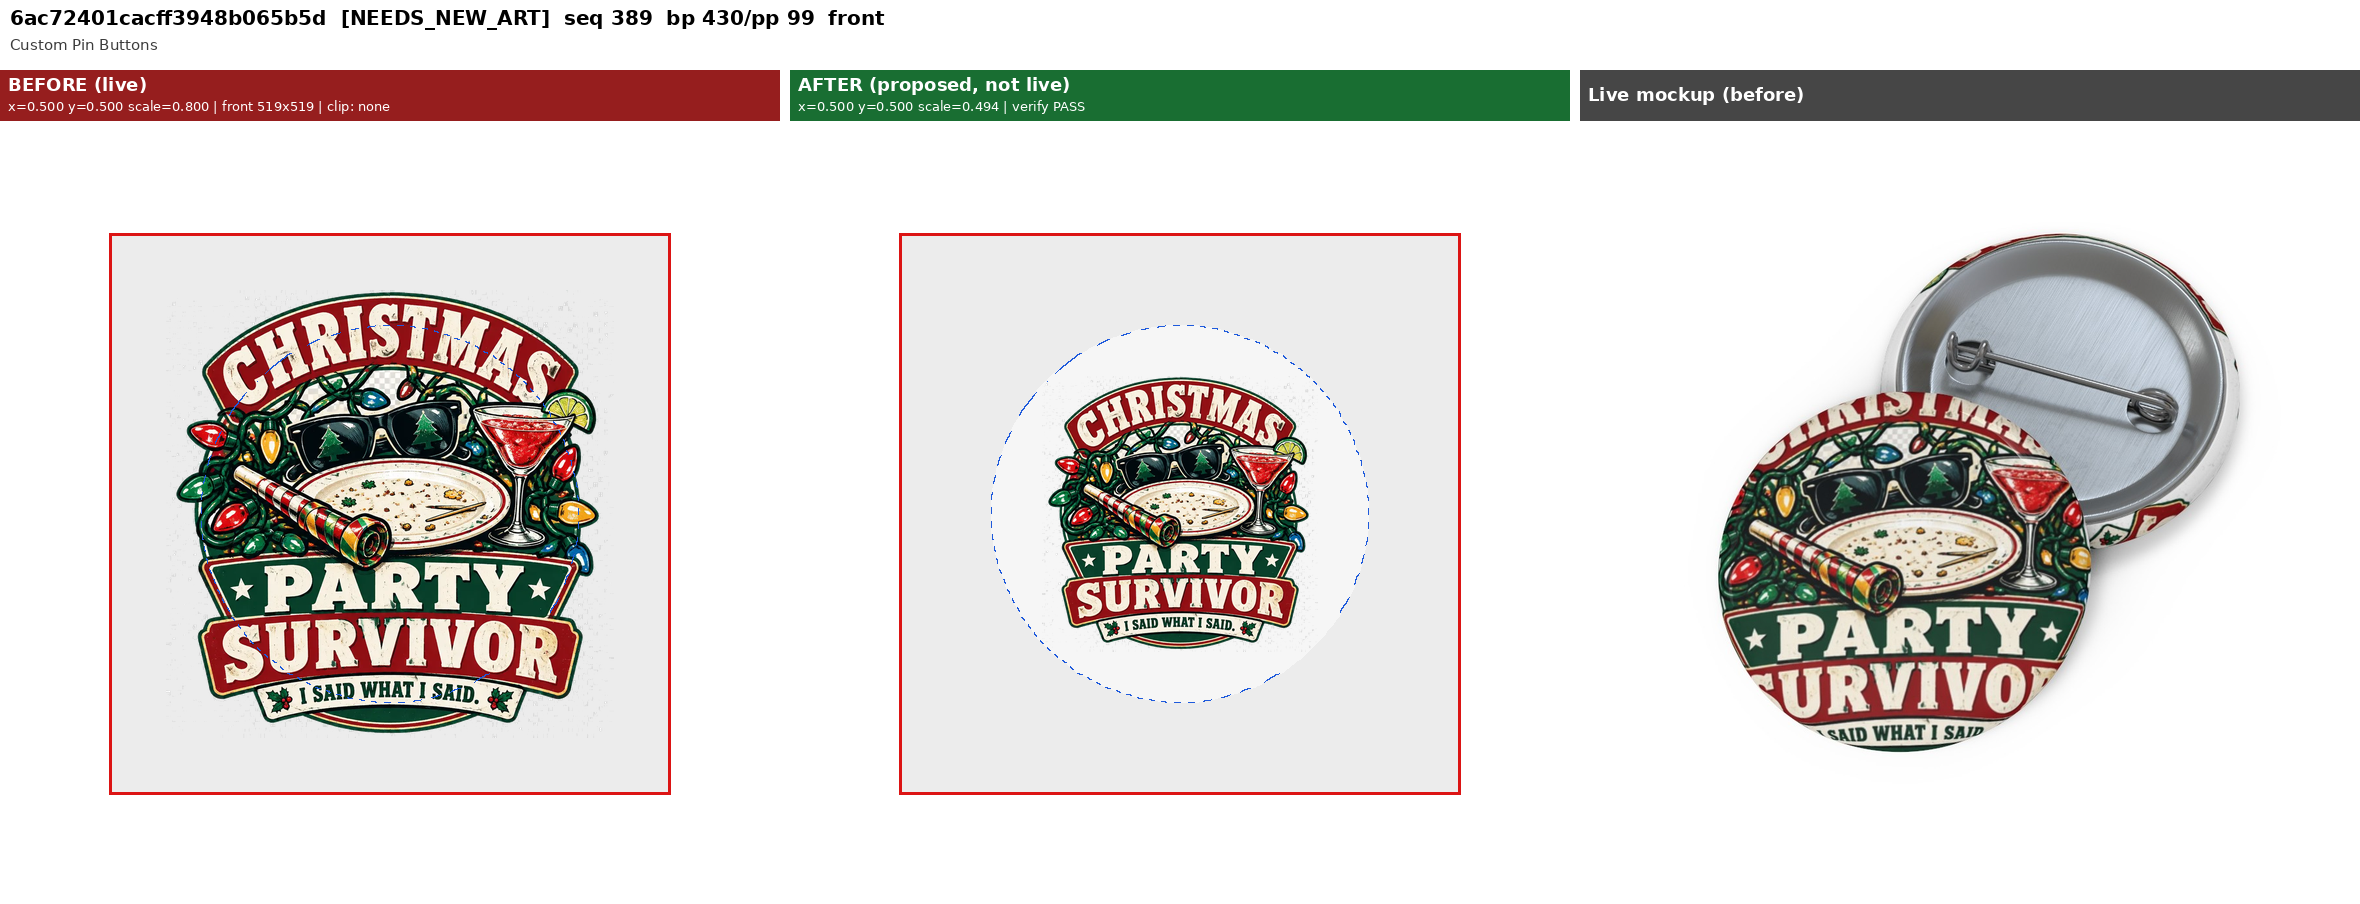 6ac72401cacff3948b065b5d [NEEDS_NEW_ART] seq 389 bp 430/pp 99 front
Custom Pin Buttons
BEFORE (live)
x=0.500 y=0.500 scale=0.800 | front 519x519 | clip: none
AFTER (proposed, not live)
x=0.500 y=0.500 scale=0.494 | verify PASS
Live mockup (before)
CHRISTMAS
PARTY
SURVIVOR
I SAID WHAT I SAID.
CHRISTMAS
PARTY
SURVIVOR
I SAID WHAT I SAID.
CHRISTMA
PARTY
SURVIVO
SAID WHAT I SAID